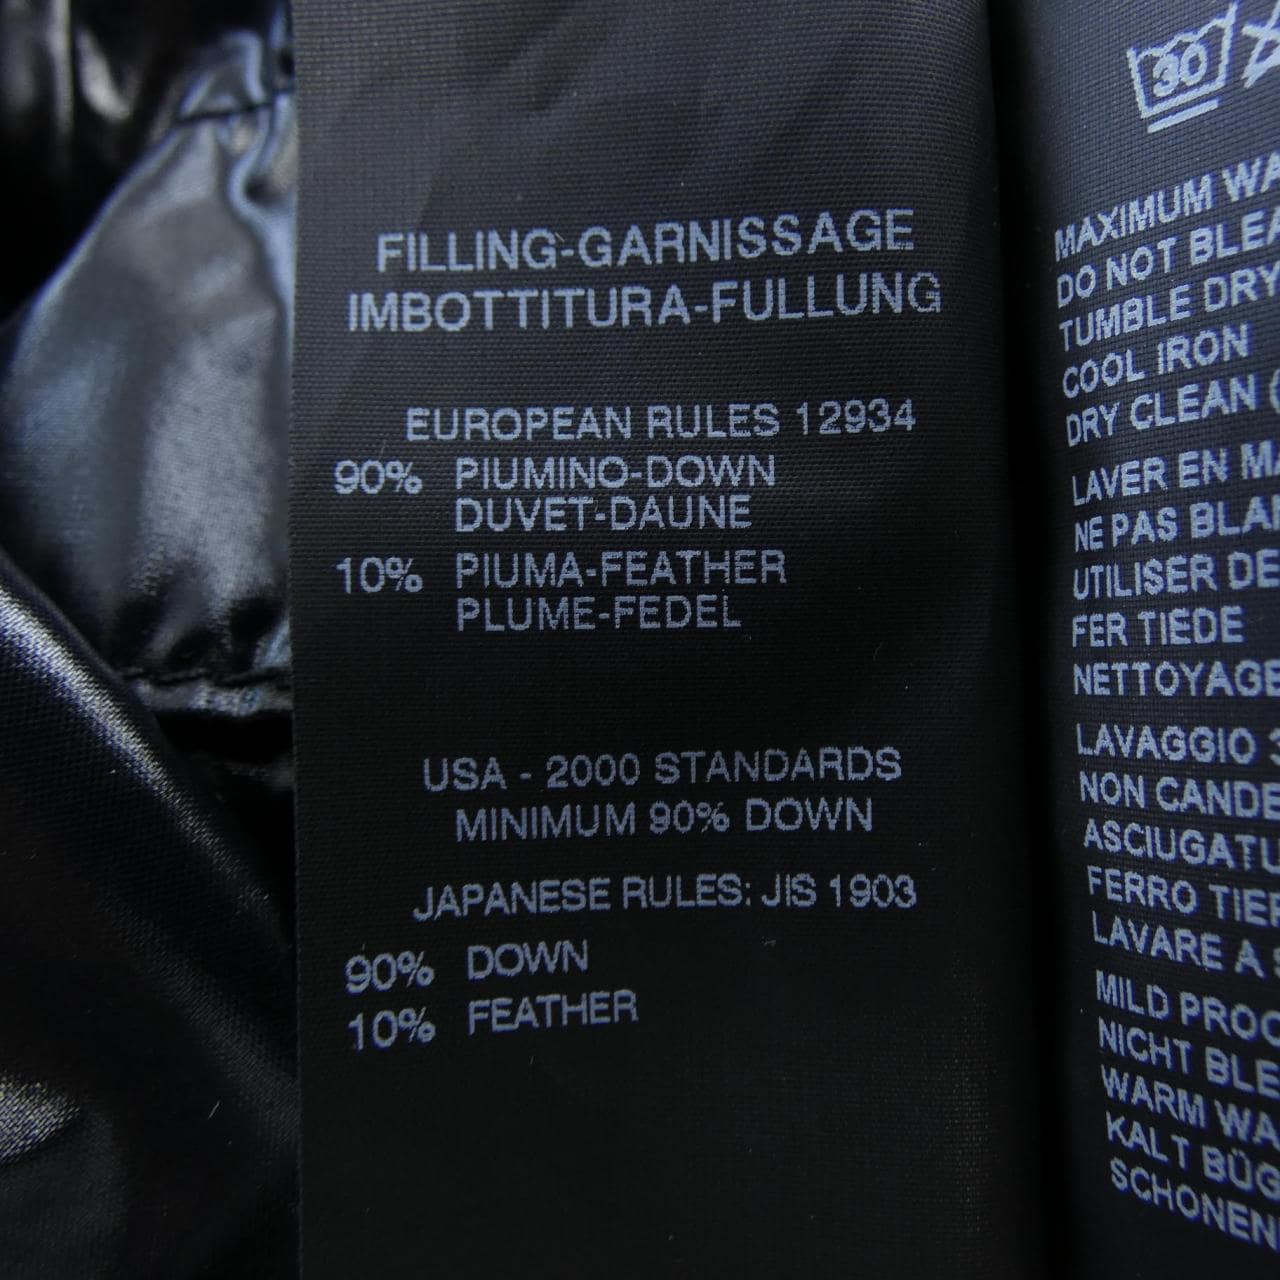 FILLING-GARNISSAGE
IMBOTTITURA-FULLUNG
EUROPEAN RULES 12934
90% PIUMINO-DOWN
DUVET-DAUNE
10% PIUMA-FEATHER
PLUME-FEDEL
USA - 2000 STANDARDS
MINIMUM 90% DOWN
JAPANESE RULES: JIS 1903
90% DOWN
10% FEATHER
30
MAXIMUM WA
DO NOT BLEA
TUMBLE DRY
COOL IRON
DRY CLEAN (
LAVER EN MA
NE PAS BLA
UTILISER DE
FER TIEDE
NETTOYAGE
LAVAGGIO 3
NON CANDE
ASCIUGATU
FERRO TIE
LAVARE A S
MILD PROC
NICHT BLE
WARM WA
KALT BÜG
SCHONEN